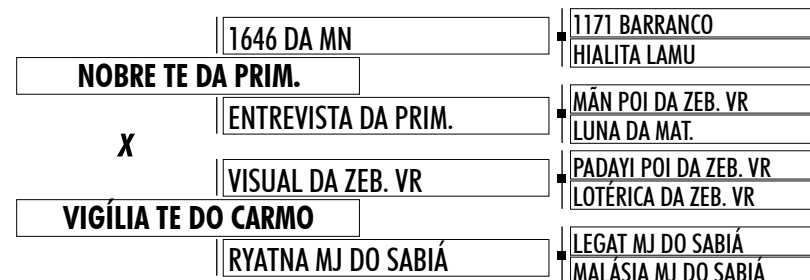 1171 BARRANCO
1646 DA MN
HIALITA LAMU
NOBRE TE DA PRIM.
MÃN POI DA ZEB. VR
ENTREVISTA DA PRIM.
LUNA DA MAT.
X
PADAYI POI DA ZEB. VR
VISUAL DA ZEB. VR
LOTÉRICA DA ZEB. VR
VIGÍLIA TE DO CARMO
LEGAT MJ DO SABIÁ
RYATNA MJ DO SABIÁ
MALÁSIA MJ DO SABIÁ